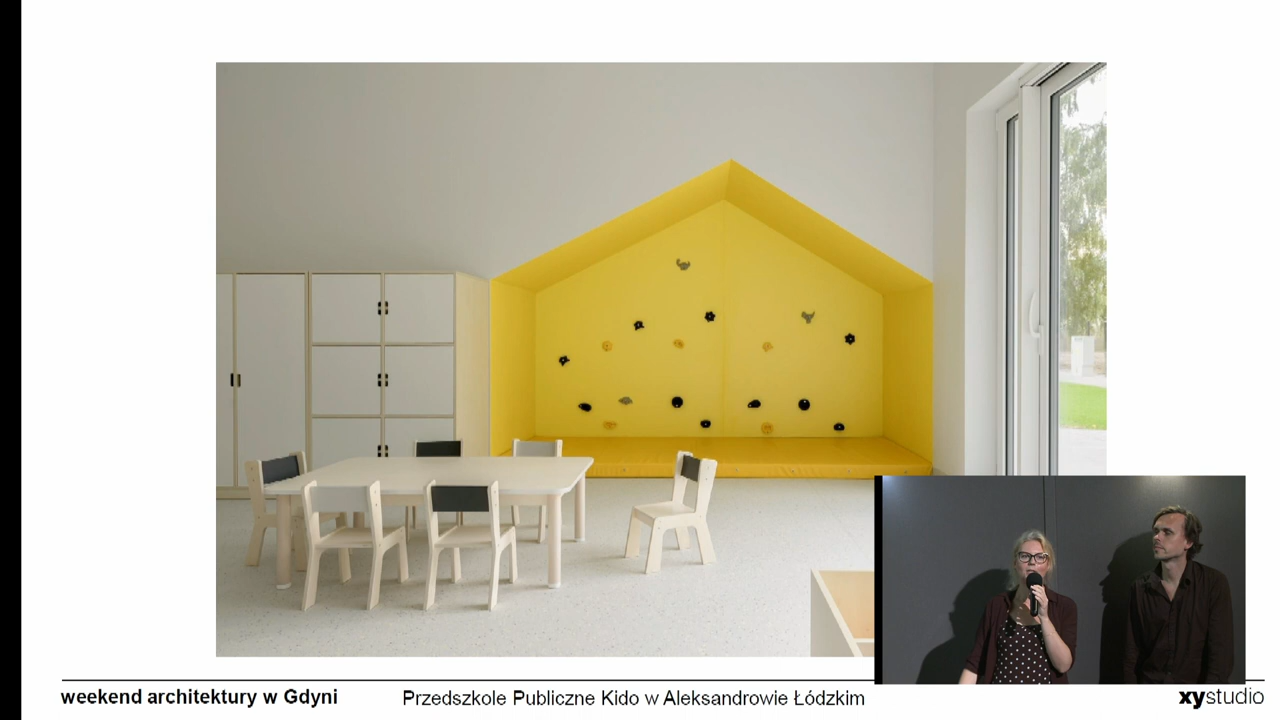 weekend architektury w Gdyni
Przedszkole Publiczne Kido w Aleksandrowie Łódzkim
xystudio